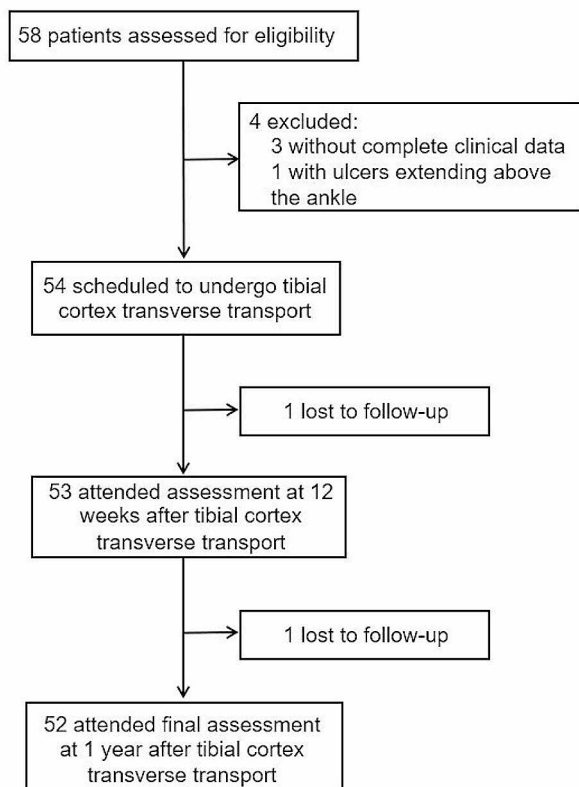 58 patients assessed for eligibility
4 excluded:
3 without complete clinical data
1 with ulcers extending above
the ankle
54 scheduled to undergo tibial
cortex transverse transport
1 lost to follow-up
53 attended assessment at 12
weeks after tibial cortex
transverse transport
1 lost to follow-up
52 attended final assessment
at 1 year after tibial cortex
transverse transport